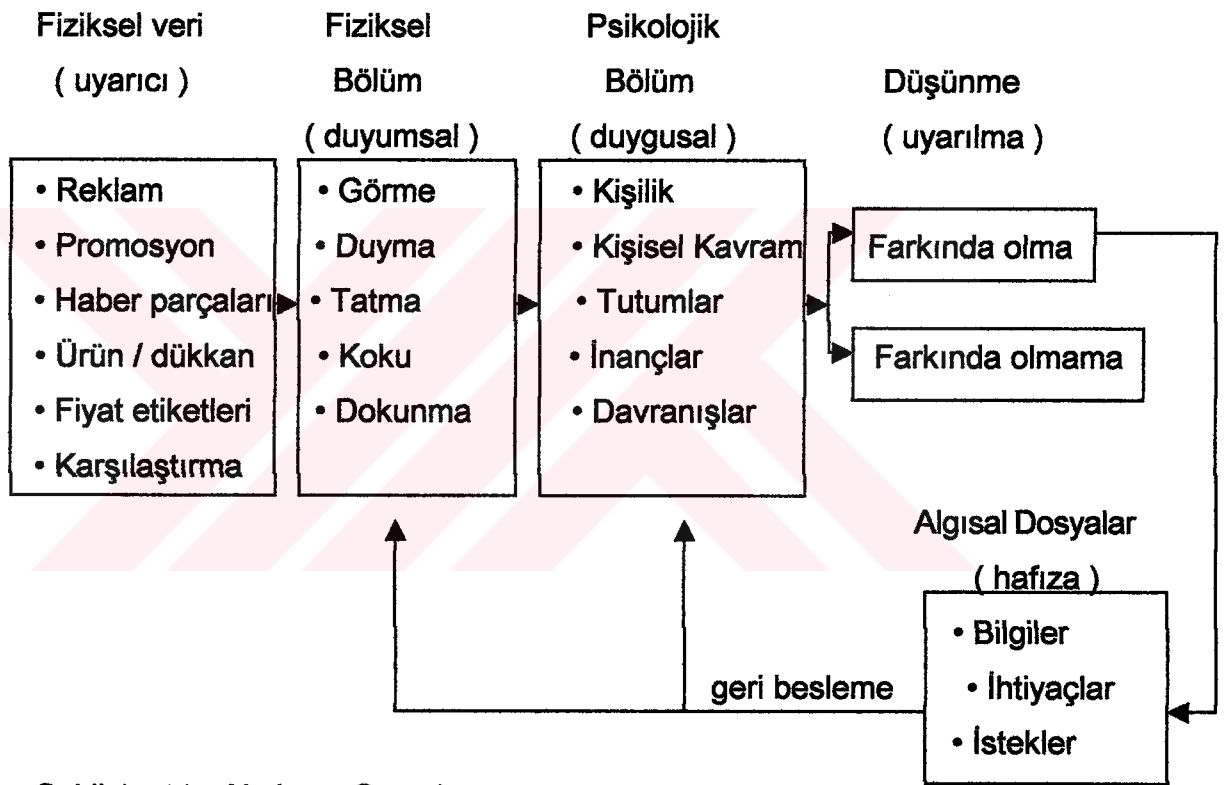 Fiziksel veri
( uyarıcı )
Fiziksel
Bölüm
( duyumsal )
Psikolojik
Bölüm
( duygusal )
Düşünme
( uyarılma )
• Reklam
• Promosyon
• Haber parçaları
• Ürün / dükkan
• Fiyat etiketleri
• Karşılaştırma
• Görme
• Duyma
• Tatma
• Koku
• Dokunma
• Kişilik
• Kişisel Kavram
• Tutumlar
• İnançlar
• Davranışlar
Farkında olma
Farkında olmama
Algısal Dosyalar
( hafıza )
• Bilgiler
• İhtiyaçlar
• İstekler
geri besleme